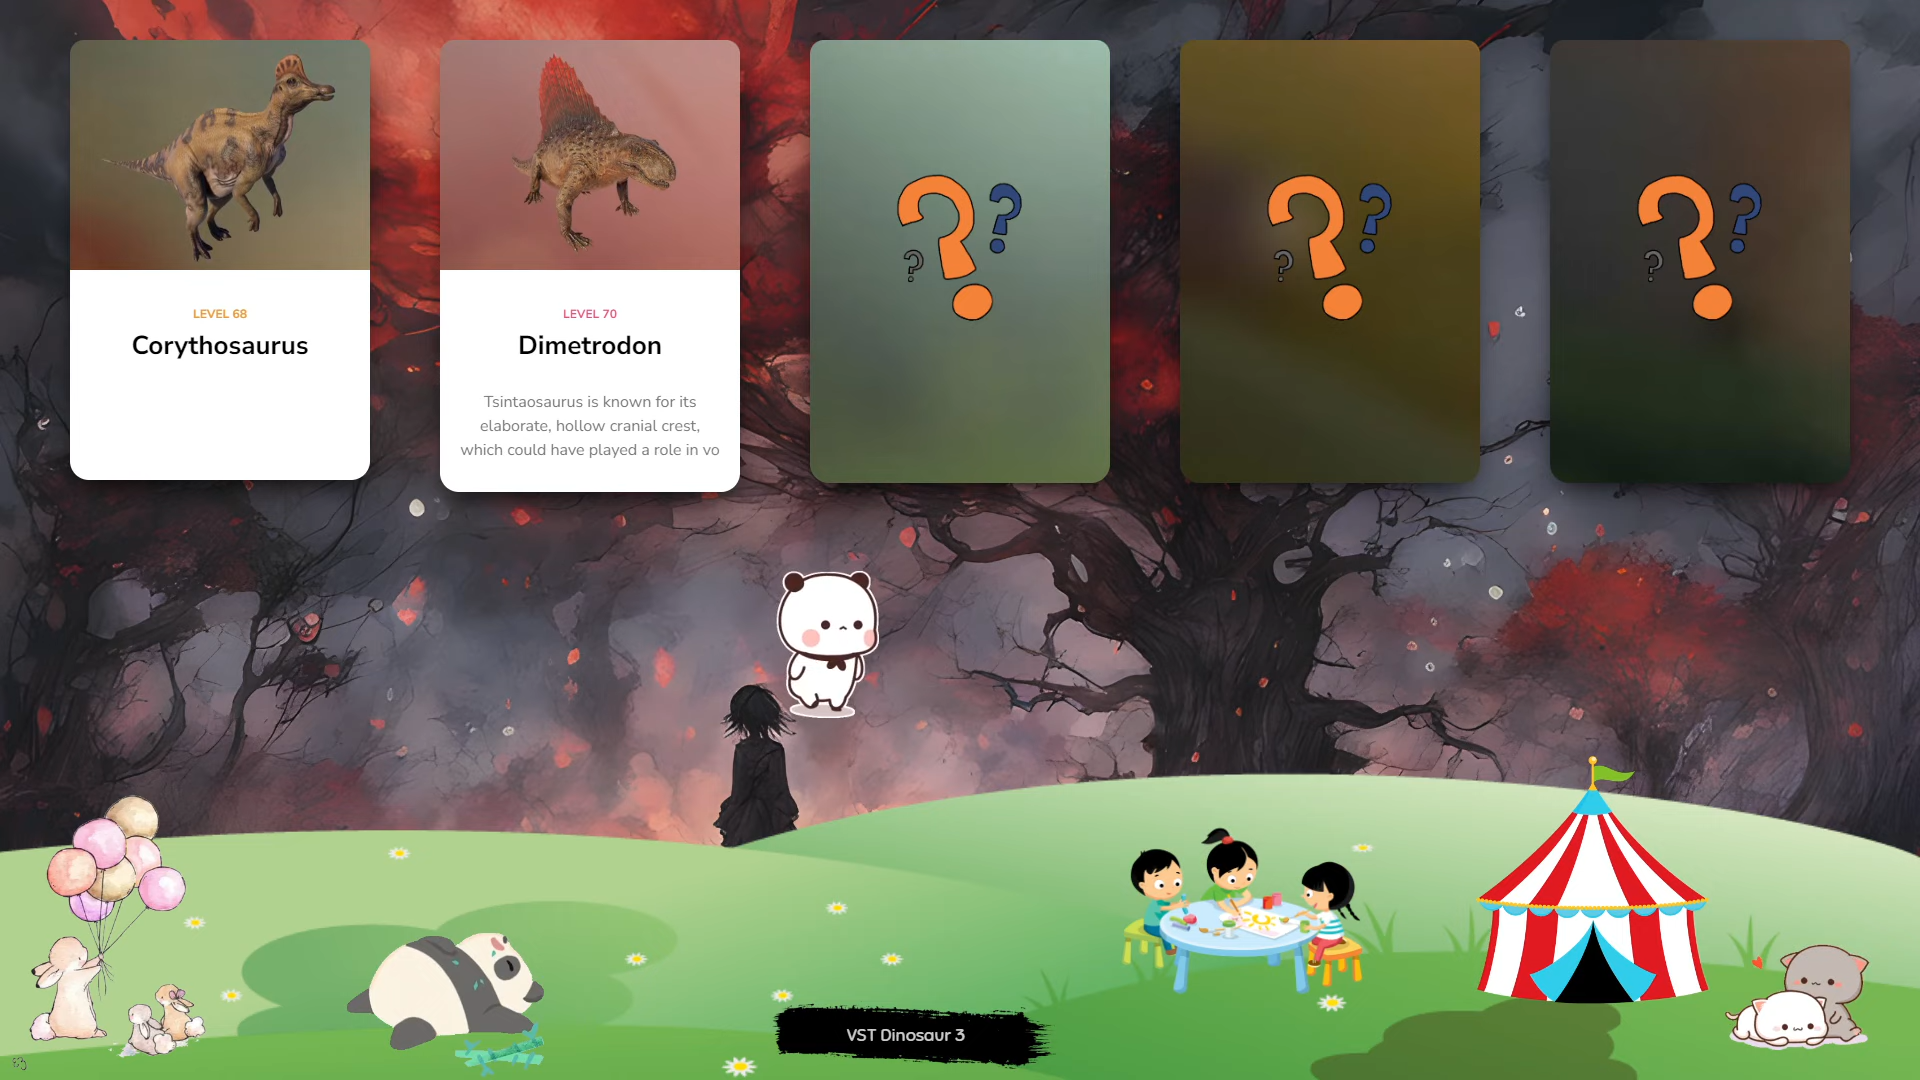 LEVEL 68
Corythosaurus
LEVEL 70
Dimetrodon
Tsintaosaurus is known for its
elaborate, hollow cranial crest,
which could have played a role in vo
? ? ?
? ? ?
? ? ?
VST Dinosaur 3